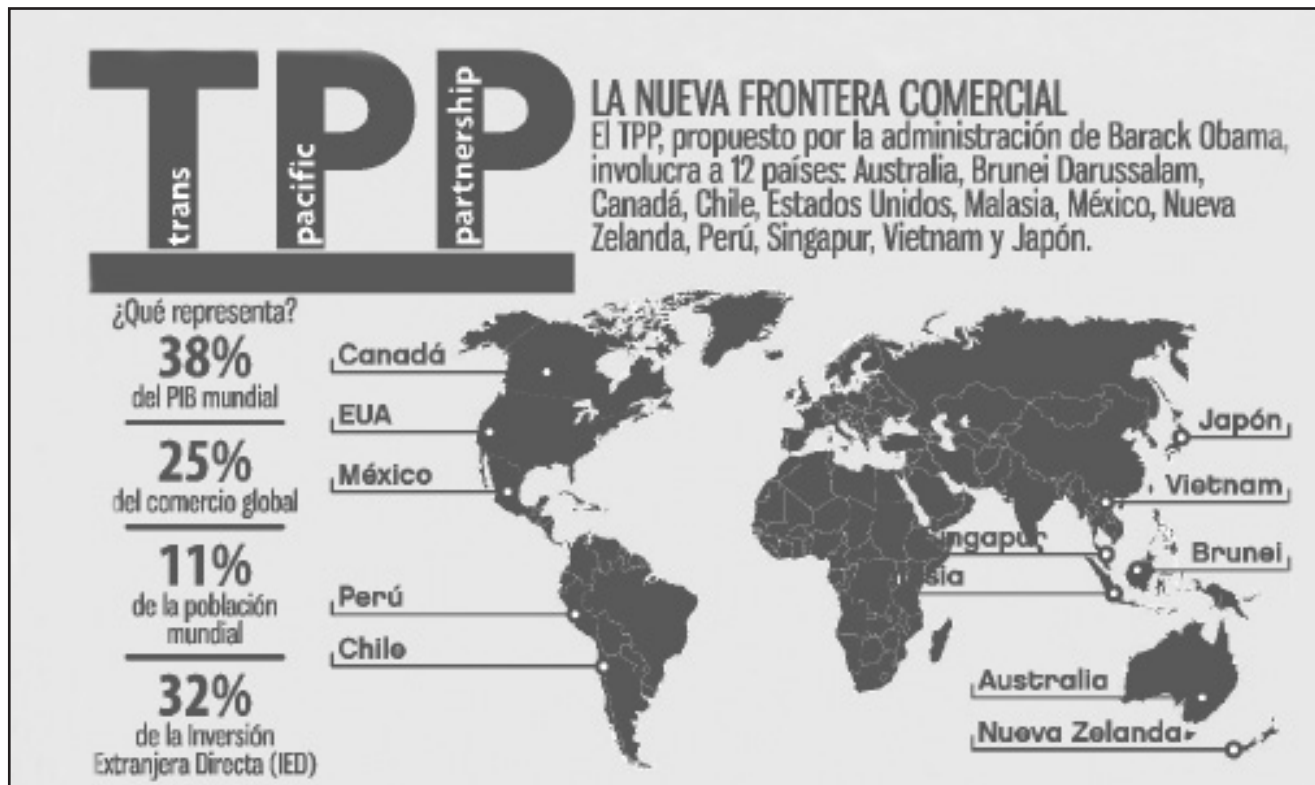 TPP
trans
pacific
partnership
LA NUEVA FRONTERA COMERCIAL
El TPP, propuesto por la administración de Barack Obama,
involucra a 12 países: Australia, Brunei Darussalam,
Canadá, Chile, Estados Unidos, Malasia, México, Nueva
Zelanda, Perú, Singapur, Vietnam y Japón.
¿Qué representa?
38%
del PIB mundial
25%
del comercio global
11%
de la población
mundial
32%
de la Inversión
Extranjera Directa (IED)
Canadá
EUA
México
Perú
Chile
Japón
Vietnam
Brunei
Australia
Nueva Zelanda